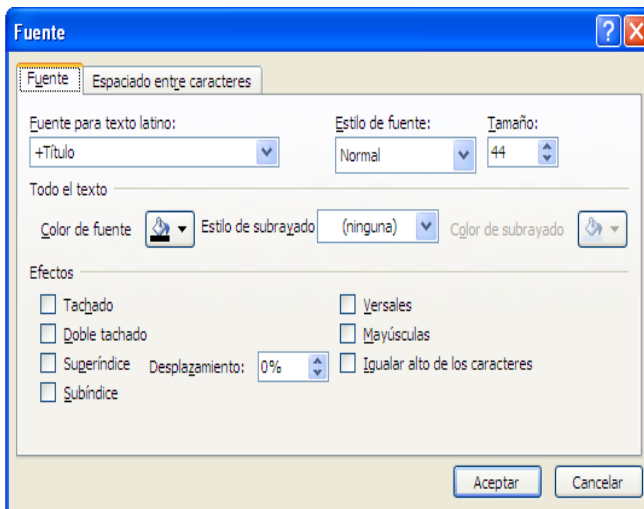 Fuente
Fuente Espaciado entre caracteres
Fuente para texto latino: Estilo de fuente: Tamaño:
+Título Normal 44
Todo el texto
Color de fuente Estilo de subrayado (ninguna) Color de subrayado
Efectos
Tachado Versales
Doble tachado Mayúsculas
Superíndice Desplazamiento: 0% Igualar alto de los caracteres
Subíndice
Aceptar Cancelar